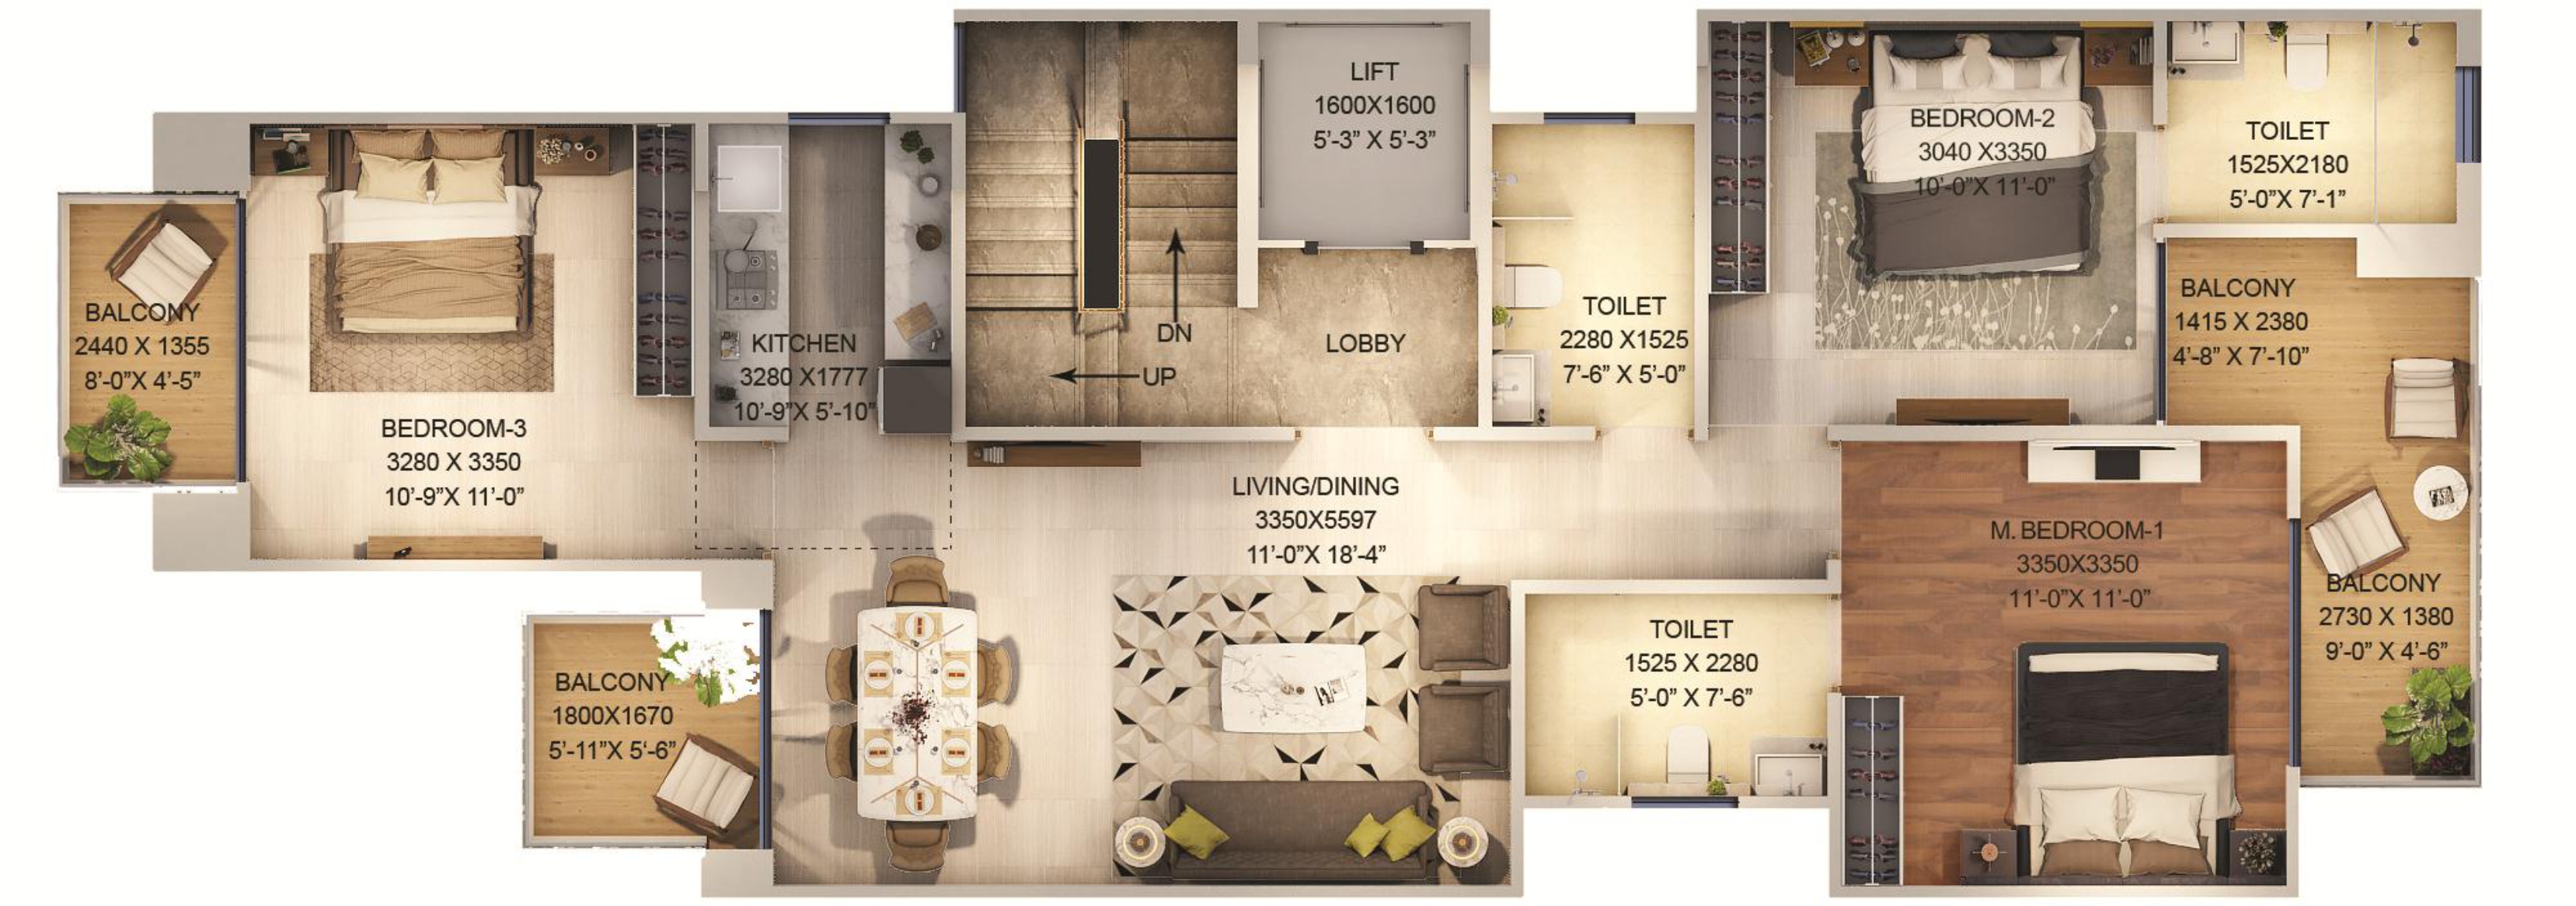 LIFT
1600X1600
5'-3" X 5'-3"
BEDROOM-2
3040 X3350
10'-0"X 11'-0"
TOILET
1525X2180
5'-0"X 7'-1"
BALCONY
2440 X 1355
8'-0"X 4'-5"
KITCHEN
3280 X1777
10'-9"X 5'-10"
DN
UP
LOBBY
TOILET
2280 X1525
7'-6" X 5'-0"
BALCONY
1415 X 2380
4'-8" X 7'-10"
BEDROOM-3
3280 X 3350
10'-9"X 11'-0"
LIVING/DINING
3350X5597
11'-0"X 18'-4"
M. BEDROOM-1
3350X3350
11'-0"X 11'-0"
BALCONY
2730 X 1380
9'-0" X 4'-6"
BALCONY
1800X1670
5'-11"X 5'-6"
TOILET
1525 X 2280
5'-0" X 7'-6"